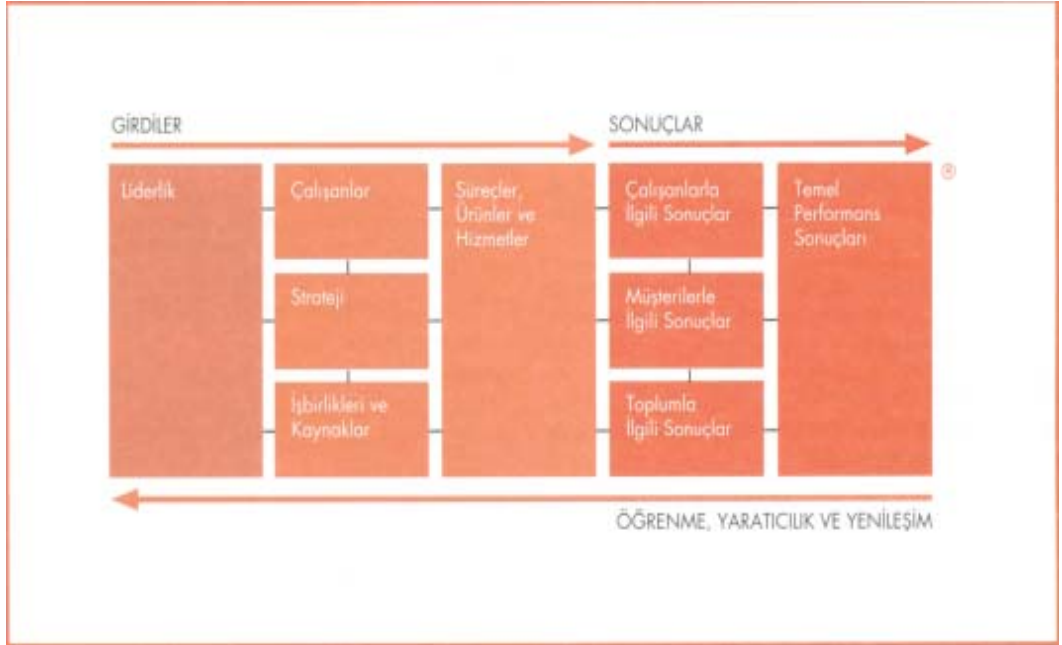 GİRDİLER
SONUÇLAR
®
Liderlik
Çalışanlar
Süreçler,
Ürünler ve
Hizmetler
Çalışanlarla
İlgili Sonuçlar
Temel
Performans
Sonuçları
Strateji
Müşterilerle
İlgili Sonuçlar
İşbirlikleri ve
Kaynaklar
Toplumla
İlgili Sonuçlar
ÖĞRENME, YARATICILIK VE YENİLEŞİM